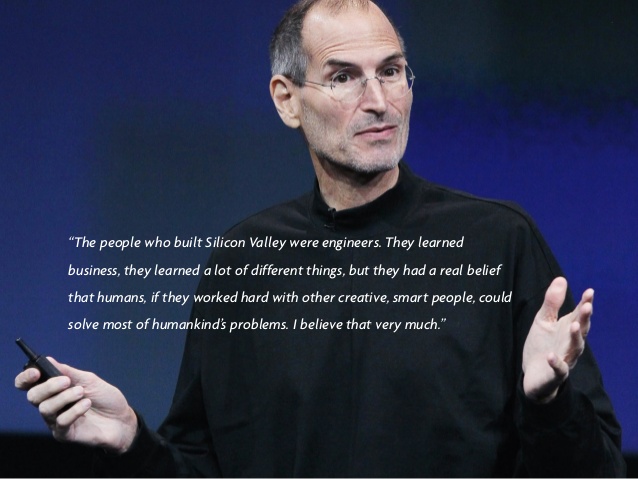 “The people who built Silicon Valley were engineers. They learned
business, they learned a lot of different things, but they had a real belief
that humans, if they worked hard with other creative, smart people, could
solve most of humankind’s problems. I believe that very much.”